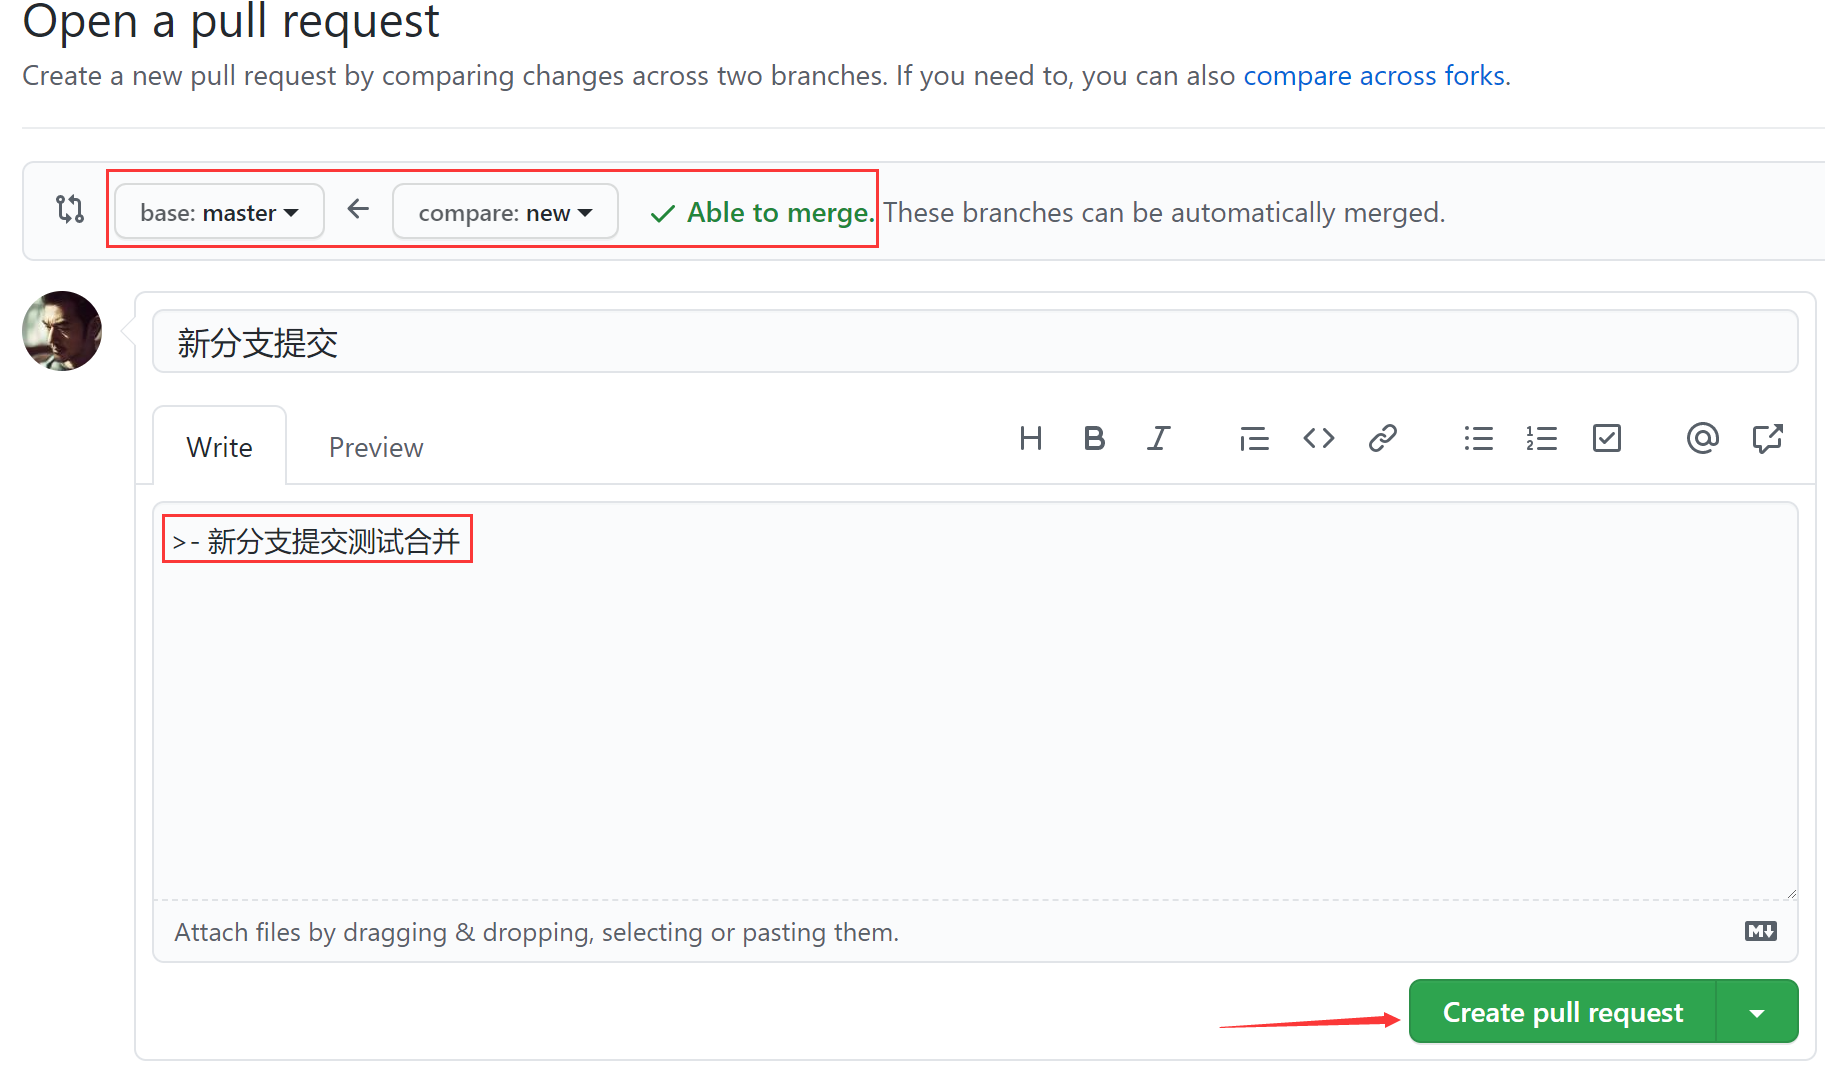 Open a pull request
Create a new pull request by comparing changes across two branches. If you need to, you can also compare across forks.
base: master compare: new Able to merge. These branches can be automatically merged.
新分支提交
Write Preview
>- 新分支提交测试合并
Attach files by dragging & dropping, selecting or pasting them.
Create pull request